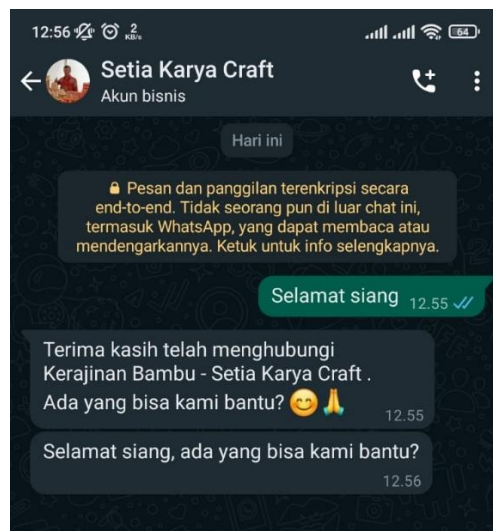 12:56 2 KB/s 64
Setia Karya Craft
Akun bisnis
Hari ini
Pesan dan panggilan terenkripsi secara
end-to-end. Tidak seorang pun di luar chat ini,
termasuk WhatsApp, yang dapat membaca atau
mendengarkannya. Ketuk untuk info selengkapnya.
Selamat siang 12.55
Terima kasih telah menghubungi
Kerajinan Bambu - Setia Karya Craft .
Ada yang bisa kami bantu? 😊🙏
12.55
Selamat siang, ada yang bisa kami bantu?
12.56